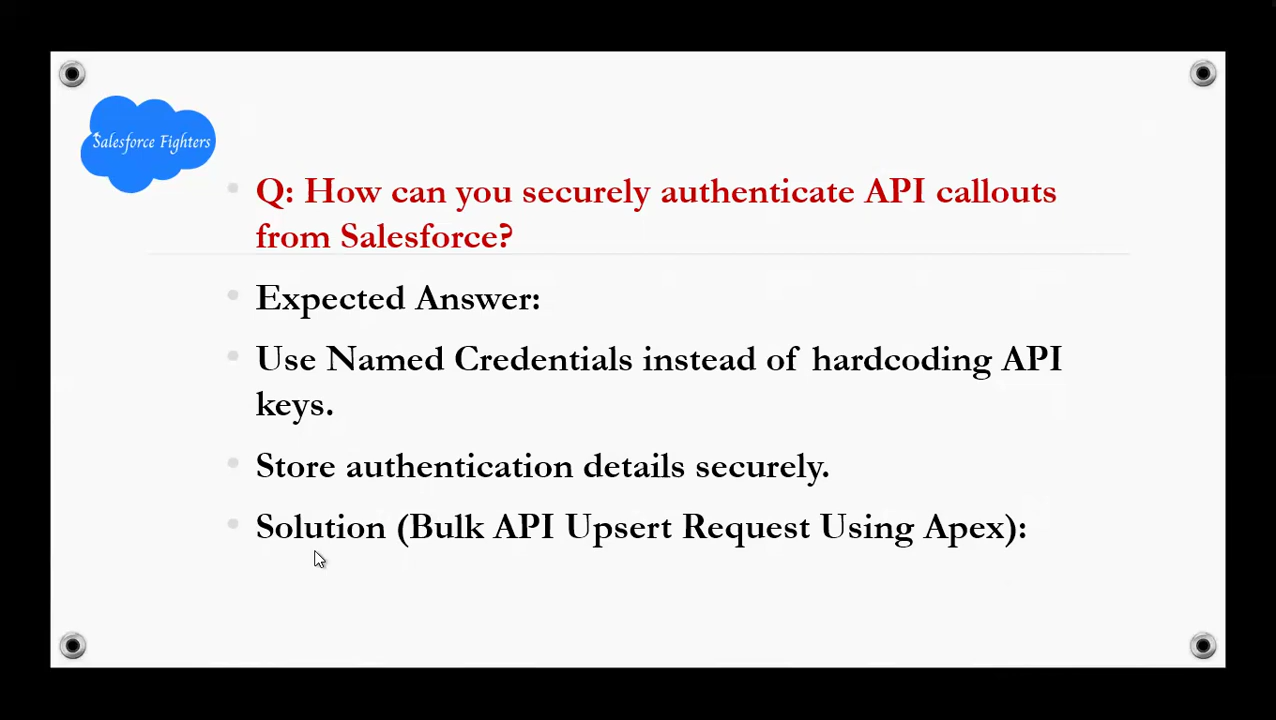 Salesforce Fighters
Q: How can you securely authenticate API callouts
from Salesforce?
Expected Answer:
Use Named Credentials instead of hardcoding API
keys.
Store authentication details securely.
Solution (Bulk API Upsert Request Using Apex):